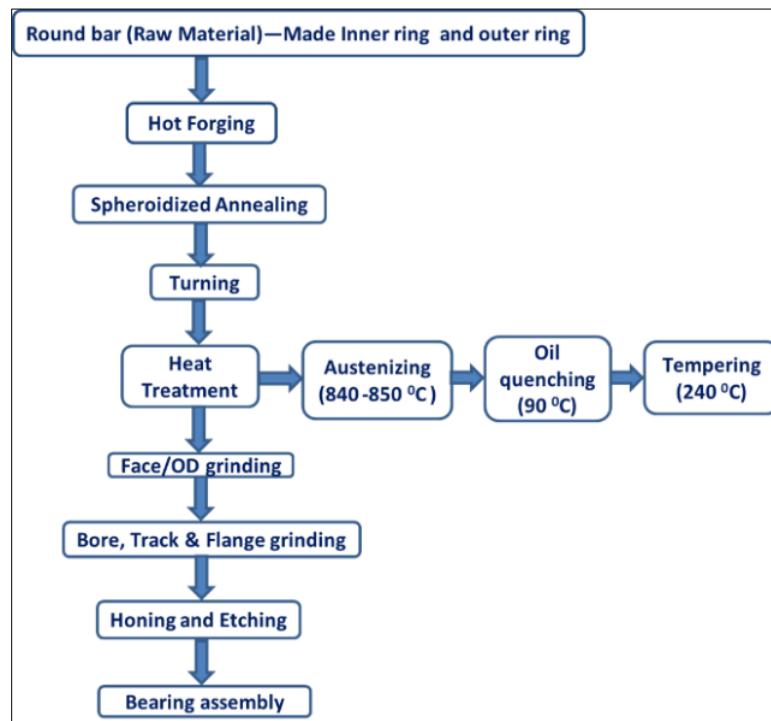 Round bar (Raw Material)—Made Inner ring and outer ring
Hot Forging
Spheroidized Annealing
Turning
Heat
Treatment
Austenizing
(840-850 ⁰C)
Oil
quenching
(90 ⁰C)
Tempering
(240 ⁰C)
Face/OD grinding
Bore, Track & Flange grinding
Honing and Etching
Bearing assembly